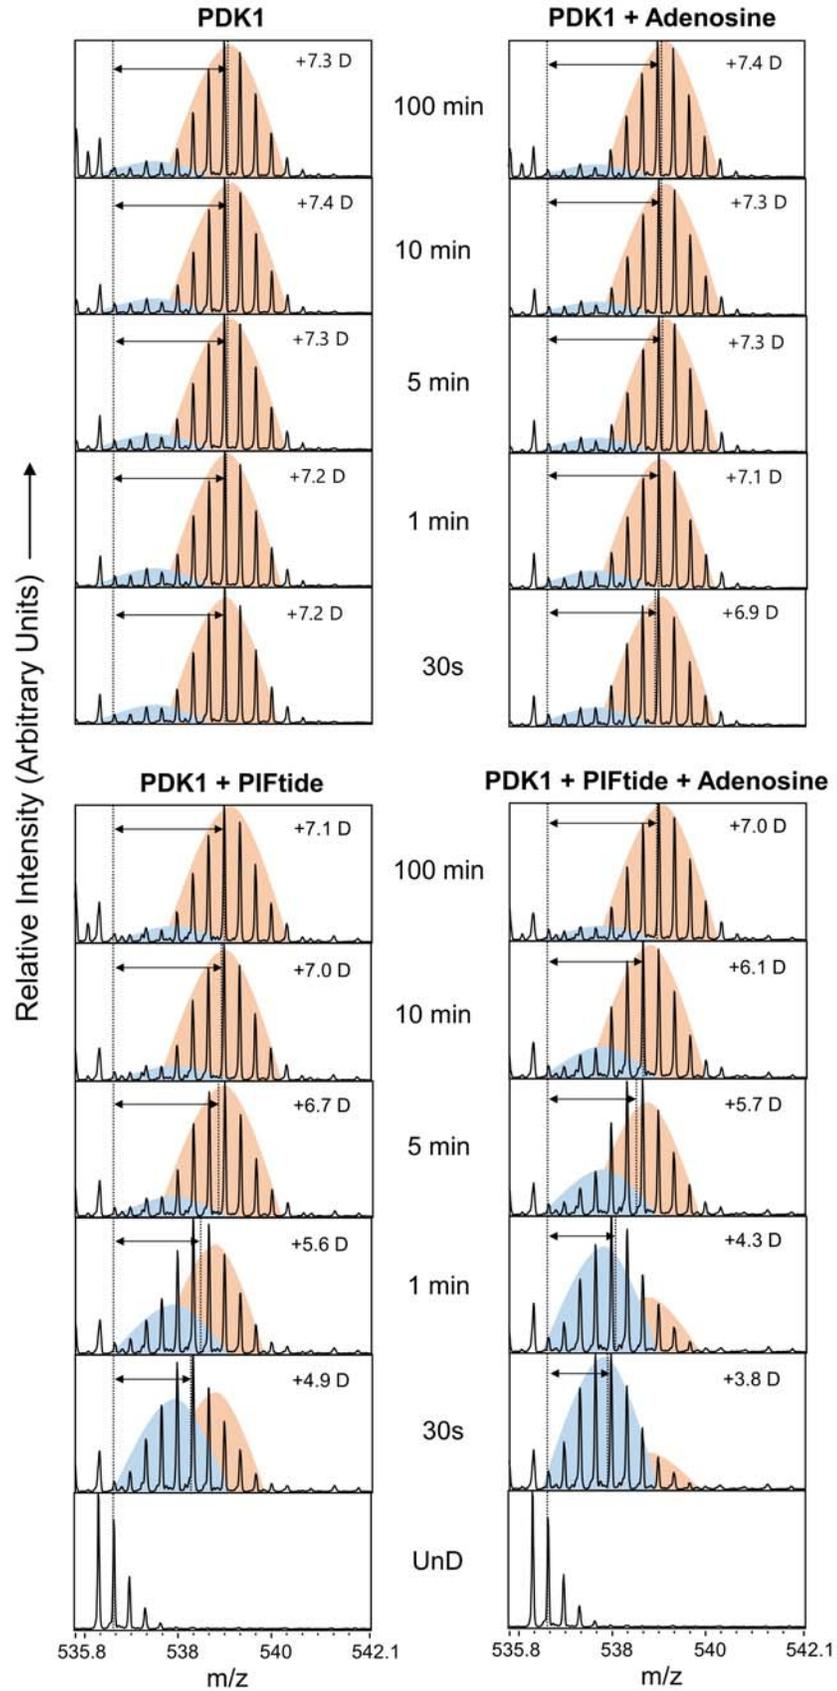 PDK1 PDK1 + Adenosine
+7.3 D 100 min +7.4 D
+7.4 D 10 min +7.3 D
+7.3 D 5 min +7.3 D
+7.2 D 1 min +7.1 D
+7.2 D 30s +6.9 D
Relative Intensity (Arbitrary Units)
PDK1 + PIFtide PDK1 + PIFtide + Adenosine
+7.1 D 100 min +7.0 D
+7.0 D 10 min +6.1 D
+6.7 D 5 min +5.7 D
+5.6 D 1 min +4.3 D
+4.9 D 30s +3.8 D
UnD
535.8 538 540 542.1 535.8 538 540 542.1
m/z m/z